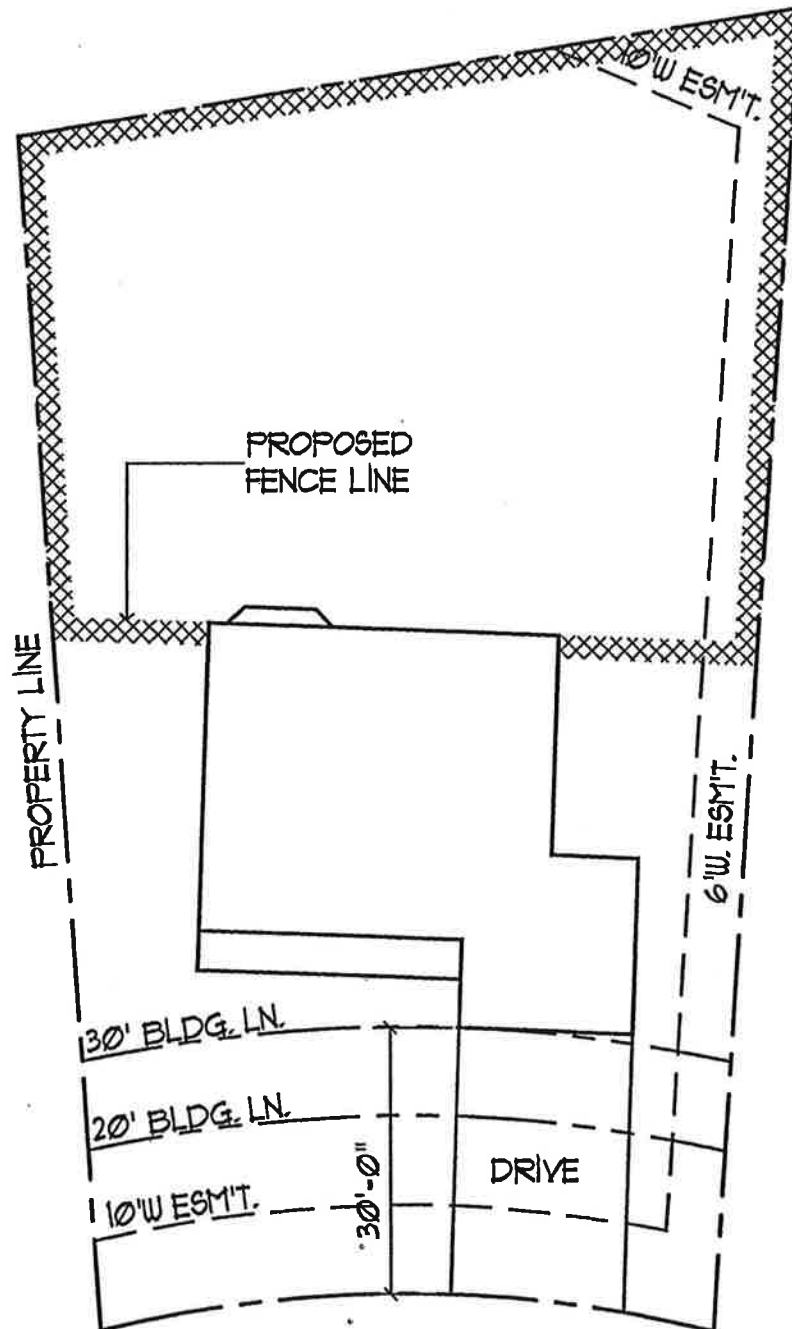 10'W ESM'T.
PROPOSED
FENCE LINE
PROPERTY LINE
6'W. ESM'T.
30' BLDG. LN.
20' BLDG. LN.
10'W ESM'T.
30'-0"
DRIVE